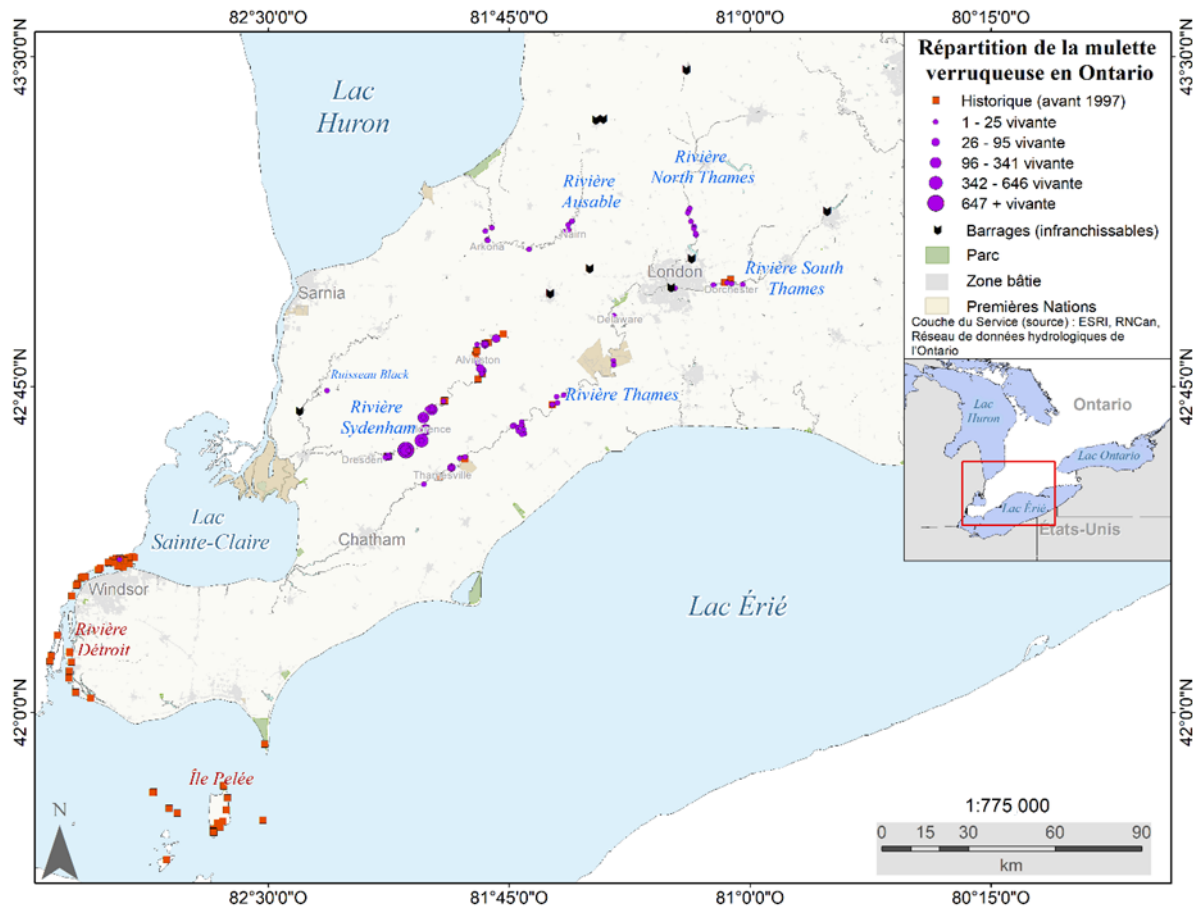 82°30'0"O
81°45'0"O
81°0'0"O
80°15'0"O
43°30'0"N
43°30'0"N
Répartition de la mulette
verruqueuse en Ontario
Historique (avant 1997)
1 - 25 vivante
26 - 95 vivante
96 - 341 vivante
342 - 646 vivante
647 + vivante
Barrages (infranchissables)
Parc
Zone bâtie
Premières Nations
Couche du Service (source) : ESRI, RNCan,
Réseau de données hydrologiques de
l'Ontario
Lac
Huron
Rivière
North Thames
Rivière
Ausable
Nairn
Arkona
London
Rivière South
Thames
Dorchester
Sarnia
Delaware
Alvinston
Ruisseau Black
42°45'0"N
42°45'0"N
Rivière Thames
Rivière
Sydenham
Dresden
Thamesville
Lac
Huron
Ontario
Lac Ontario
Lac Érié
États-Unis
Lac
Sainte-Claire
Chatham
Windsor
Lac Érié
Rivière
Détroit
42°0'0"N
42°0'0"N
Île Pelée
N
1:775 000
0 15 30 60 90
km
82°30'0"O
81°45'0"O
81°0'0"O
80°15'0"O